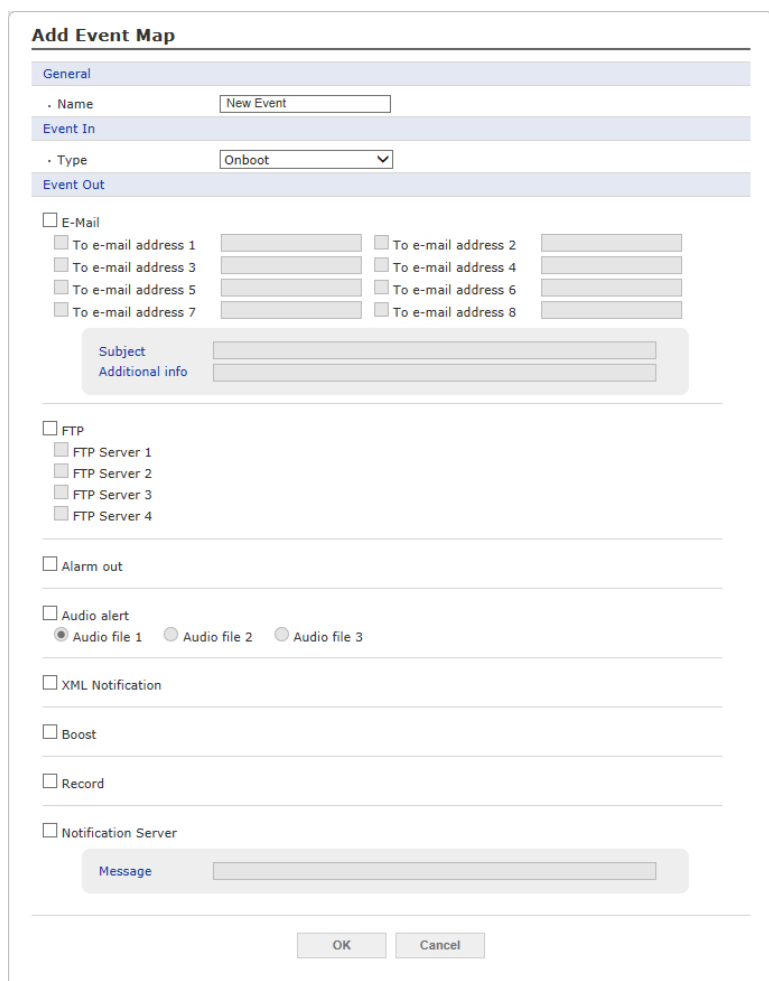 Add Event Map
General
· Name New Event
Event In
· Type Onboot
Event Out
E-Mail
To e-mail address 1 To e-mail address 2
To e-mail address 3 To e-mail address 4
To e-mail address 5 To e-mail address 6
To e-mail address 7 To e-mail address 8
Subject
Additional info
FTP
FTP Server 1
FTP Server 2
FTP Server 3
FTP Server 4
Alarm out
Audio alert
Audio file 1 Audio file 2 Audio file 3
XML Notification
Boost
Record
Notification Server
Message
OK Cancel